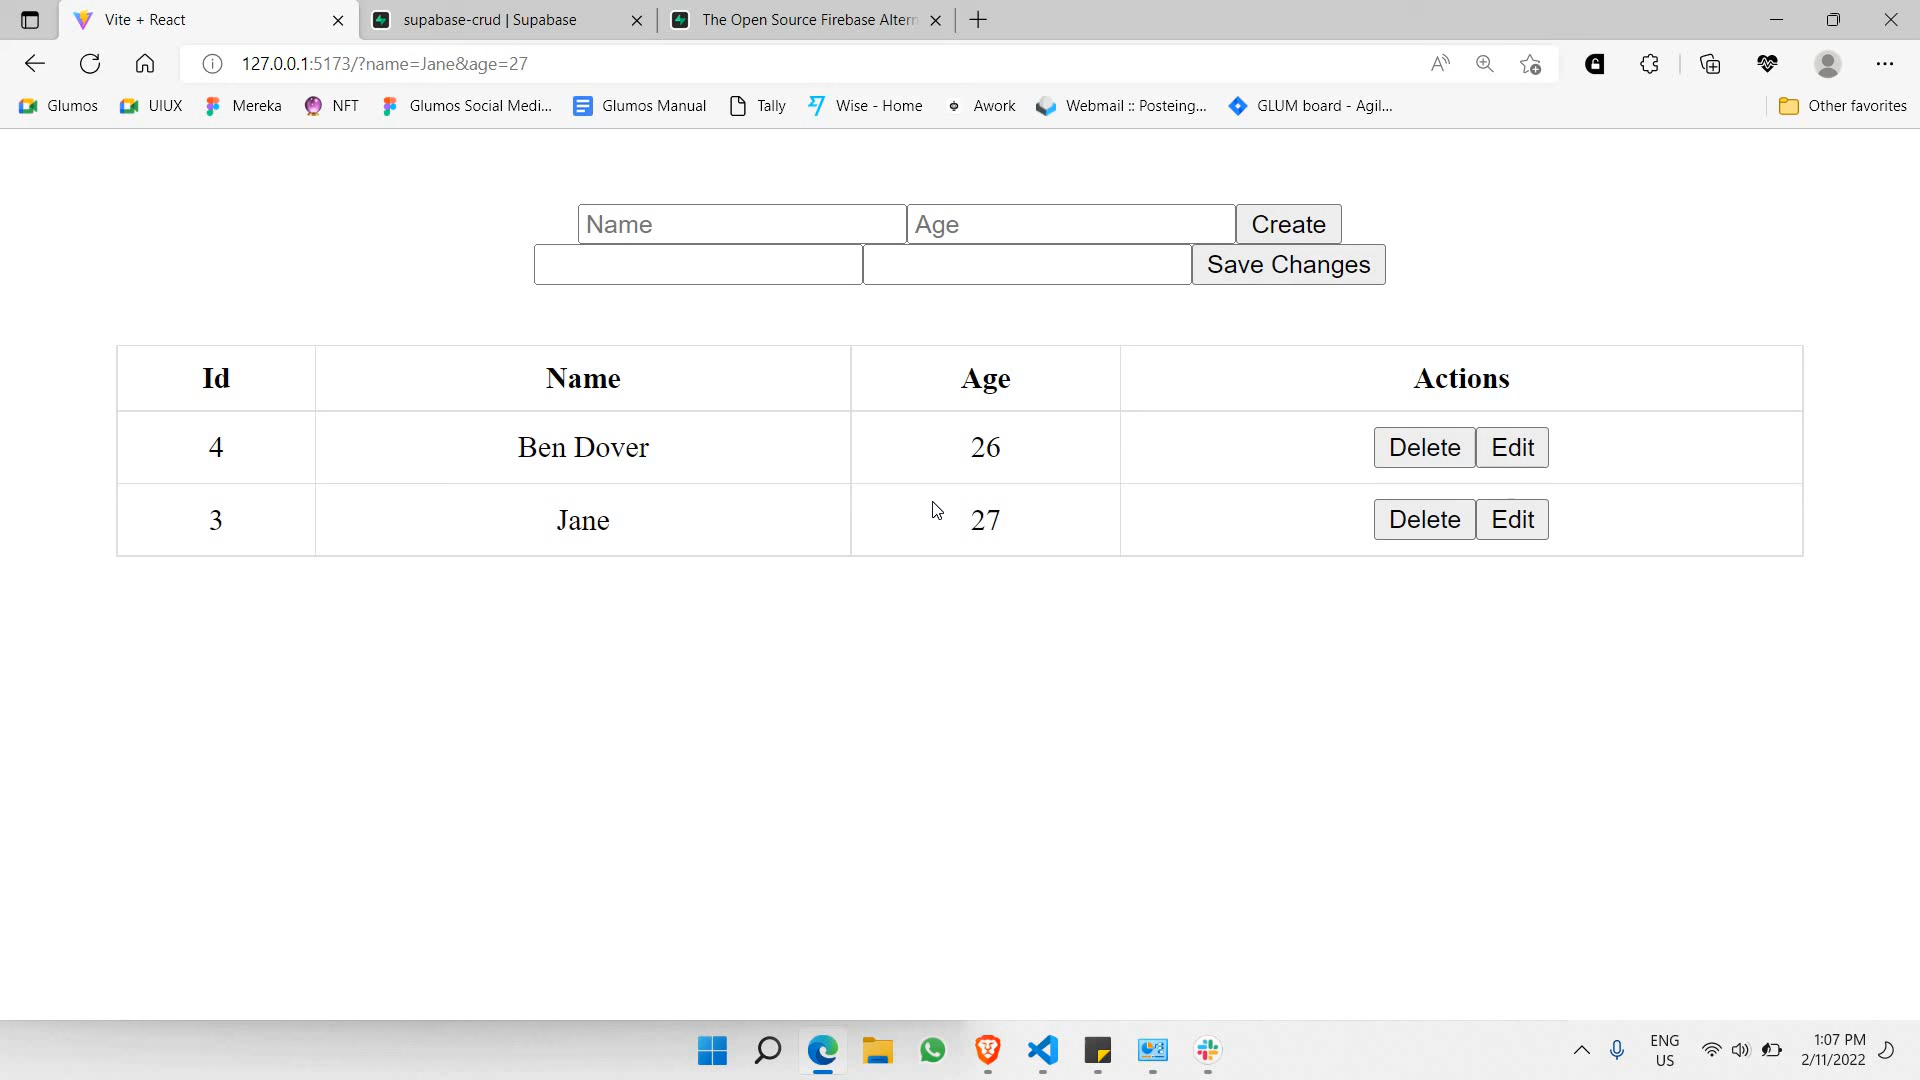 Vite + React
supabase-crud | Supabase
The Open Source Firebase Altern
127.0.0.1:5173/?name=Jane&age=27
Glumos
UIUX
Mereka
NFT
Glumos Social Medi...
Glumos Manual
Tally
Wise - Home
Awork
Webmail :: Posteing...
GLUM board - Agil...
Other favorites
Name
Age
Create
Save Changes
Id Name Age Actions
4 Ben Dover 26 Delete Edit
3 Jane 27 Delete Edit
ENG
US
1:07 PM
2/11/2022